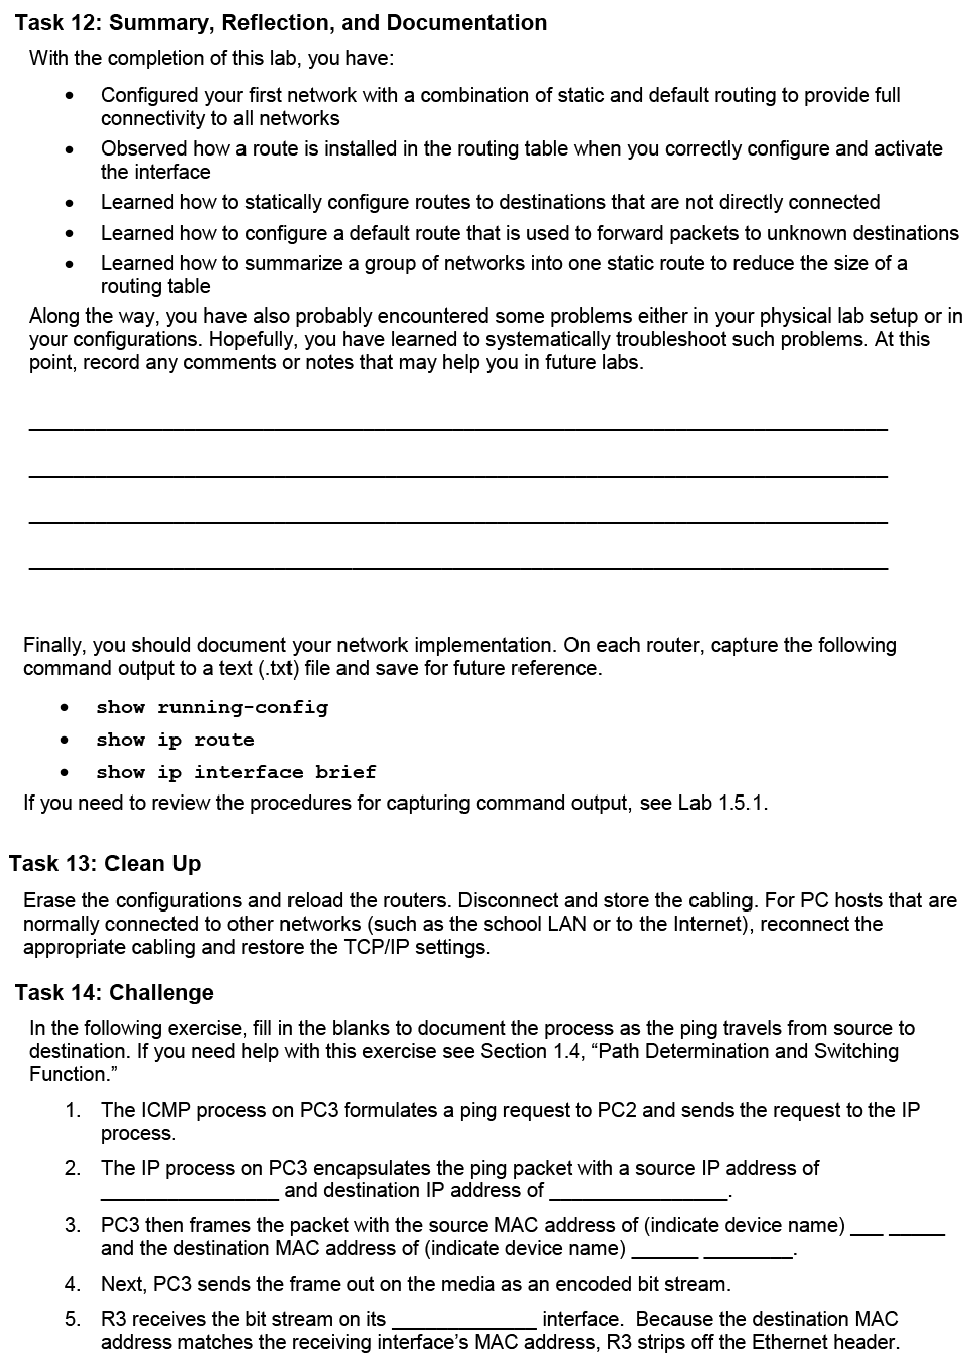 Task 12: Summary, Reflection, and Documentation
With the completion of this lab, you have:
• Configured your first network with a combination of static and default routing to provide full
connectivity to all networks
• Observed how a route is installed in the routing table when you correctly configure and activate
the interface
• Learned how to statically configure routes to destinations that are not directly connected
• Learned how to configure a default route that is used to forward packets to unknown destinations
• Learned how to summarize a group of networks into one static route to reduce the size of a
routing table
Along the way, you have also probably encountered some problems either in your physical lab setup or in
your configurations. Hopefully, you have learned to systematically troubleshoot such problems. At this
point, record any comments or notes that may help you in future labs.
Finally, you should document your network implementation. On each router, capture the following
command output to a text (.txt) file and save for future reference.
• show running-config
• show ip route
• show ip interface brief
If you need to review the procedures for capturing command output, see Lab 1.5.1.
Task 13: Clean Up
Erase the configurations and reload the routers. Disconnect and store the cabling. For PC hosts that are
normally connected to other networks (such as the school LAN or to the Internet), reconnect the
appropriate cabling and restore the TCP/IP settings.
Task 14: Challenge
In the following exercise, fill in the blanks to document the process as the ping travels from source to
destination. If you need help with this exercise see Section 1.4, “Path Determination and Switching
Function.”
1. The ICMP process on PC3 formulates a ping request to PC2 and sends the request to the IP
process.
2. The IP process on PC3 encapsulates the ping packet with a source IP address of
________________ and destination IP address of ________________.
3. PC3 then frames the packet with the source MAC address of (indicate device name) ___ _____
and the destination MAC address of (indicate device name) ______ ________.
4. Next, PC3 sends the frame out on the media as an encoded bit stream.
5. R3 receives the bit stream on its _____________ interface. Because the destination MAC
address matches the receiving interface’s MAC address, R3 strips off the Ethernet header.